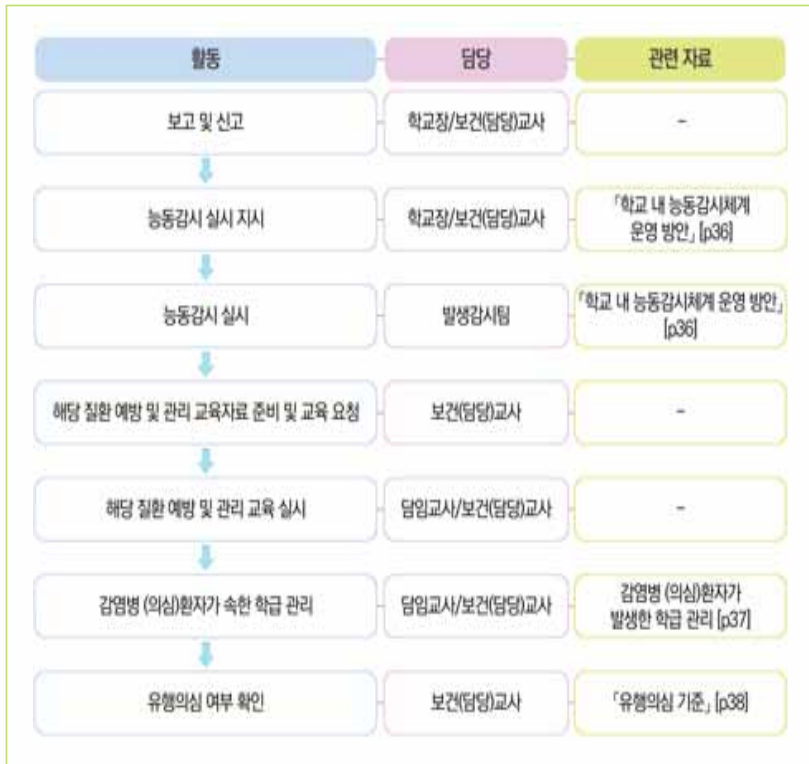 활동 담당 관련 자료
보고 및 신고 학교장/보건(담당)교사 -
능동감시 실시 지시 학교장/보건(담당)교사 「학교 내 능동감시체계
운영 방안」 [p36]
능동감시 실시 발생감시팀 「학교 내 능동감시체계 운영 방안」
[p36]
해당 질환 예방 및 관리 교육자료 준비 및 교육 요청 보건(담당)교사 -
해당 질환 예방 및 관리 교육 실시 담임교사/보건(담당)교사 -
감염병 (의심)환자가 속한 학급 관리 담임교사/보건(담당)교사 감염병 (의심)환자가
발생한 학급 관리 [p37]
유행의심 여부 확인 보건(담당)교사 「유행의심 기준」 [p38]